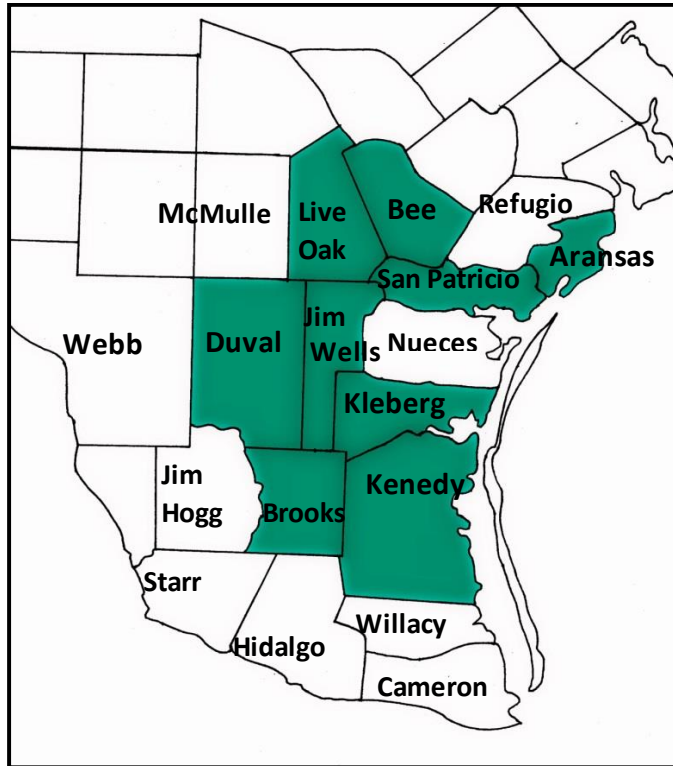 McMulle
Live
Oak
Bee
Refugio
Aransas
San Patricio
Webb
Duval
Jim
Wells
Nueces
Kleberg
Jim
Hogg
Brooks
Kenedy
Starr
Hidalgo
Willacy
Cameron